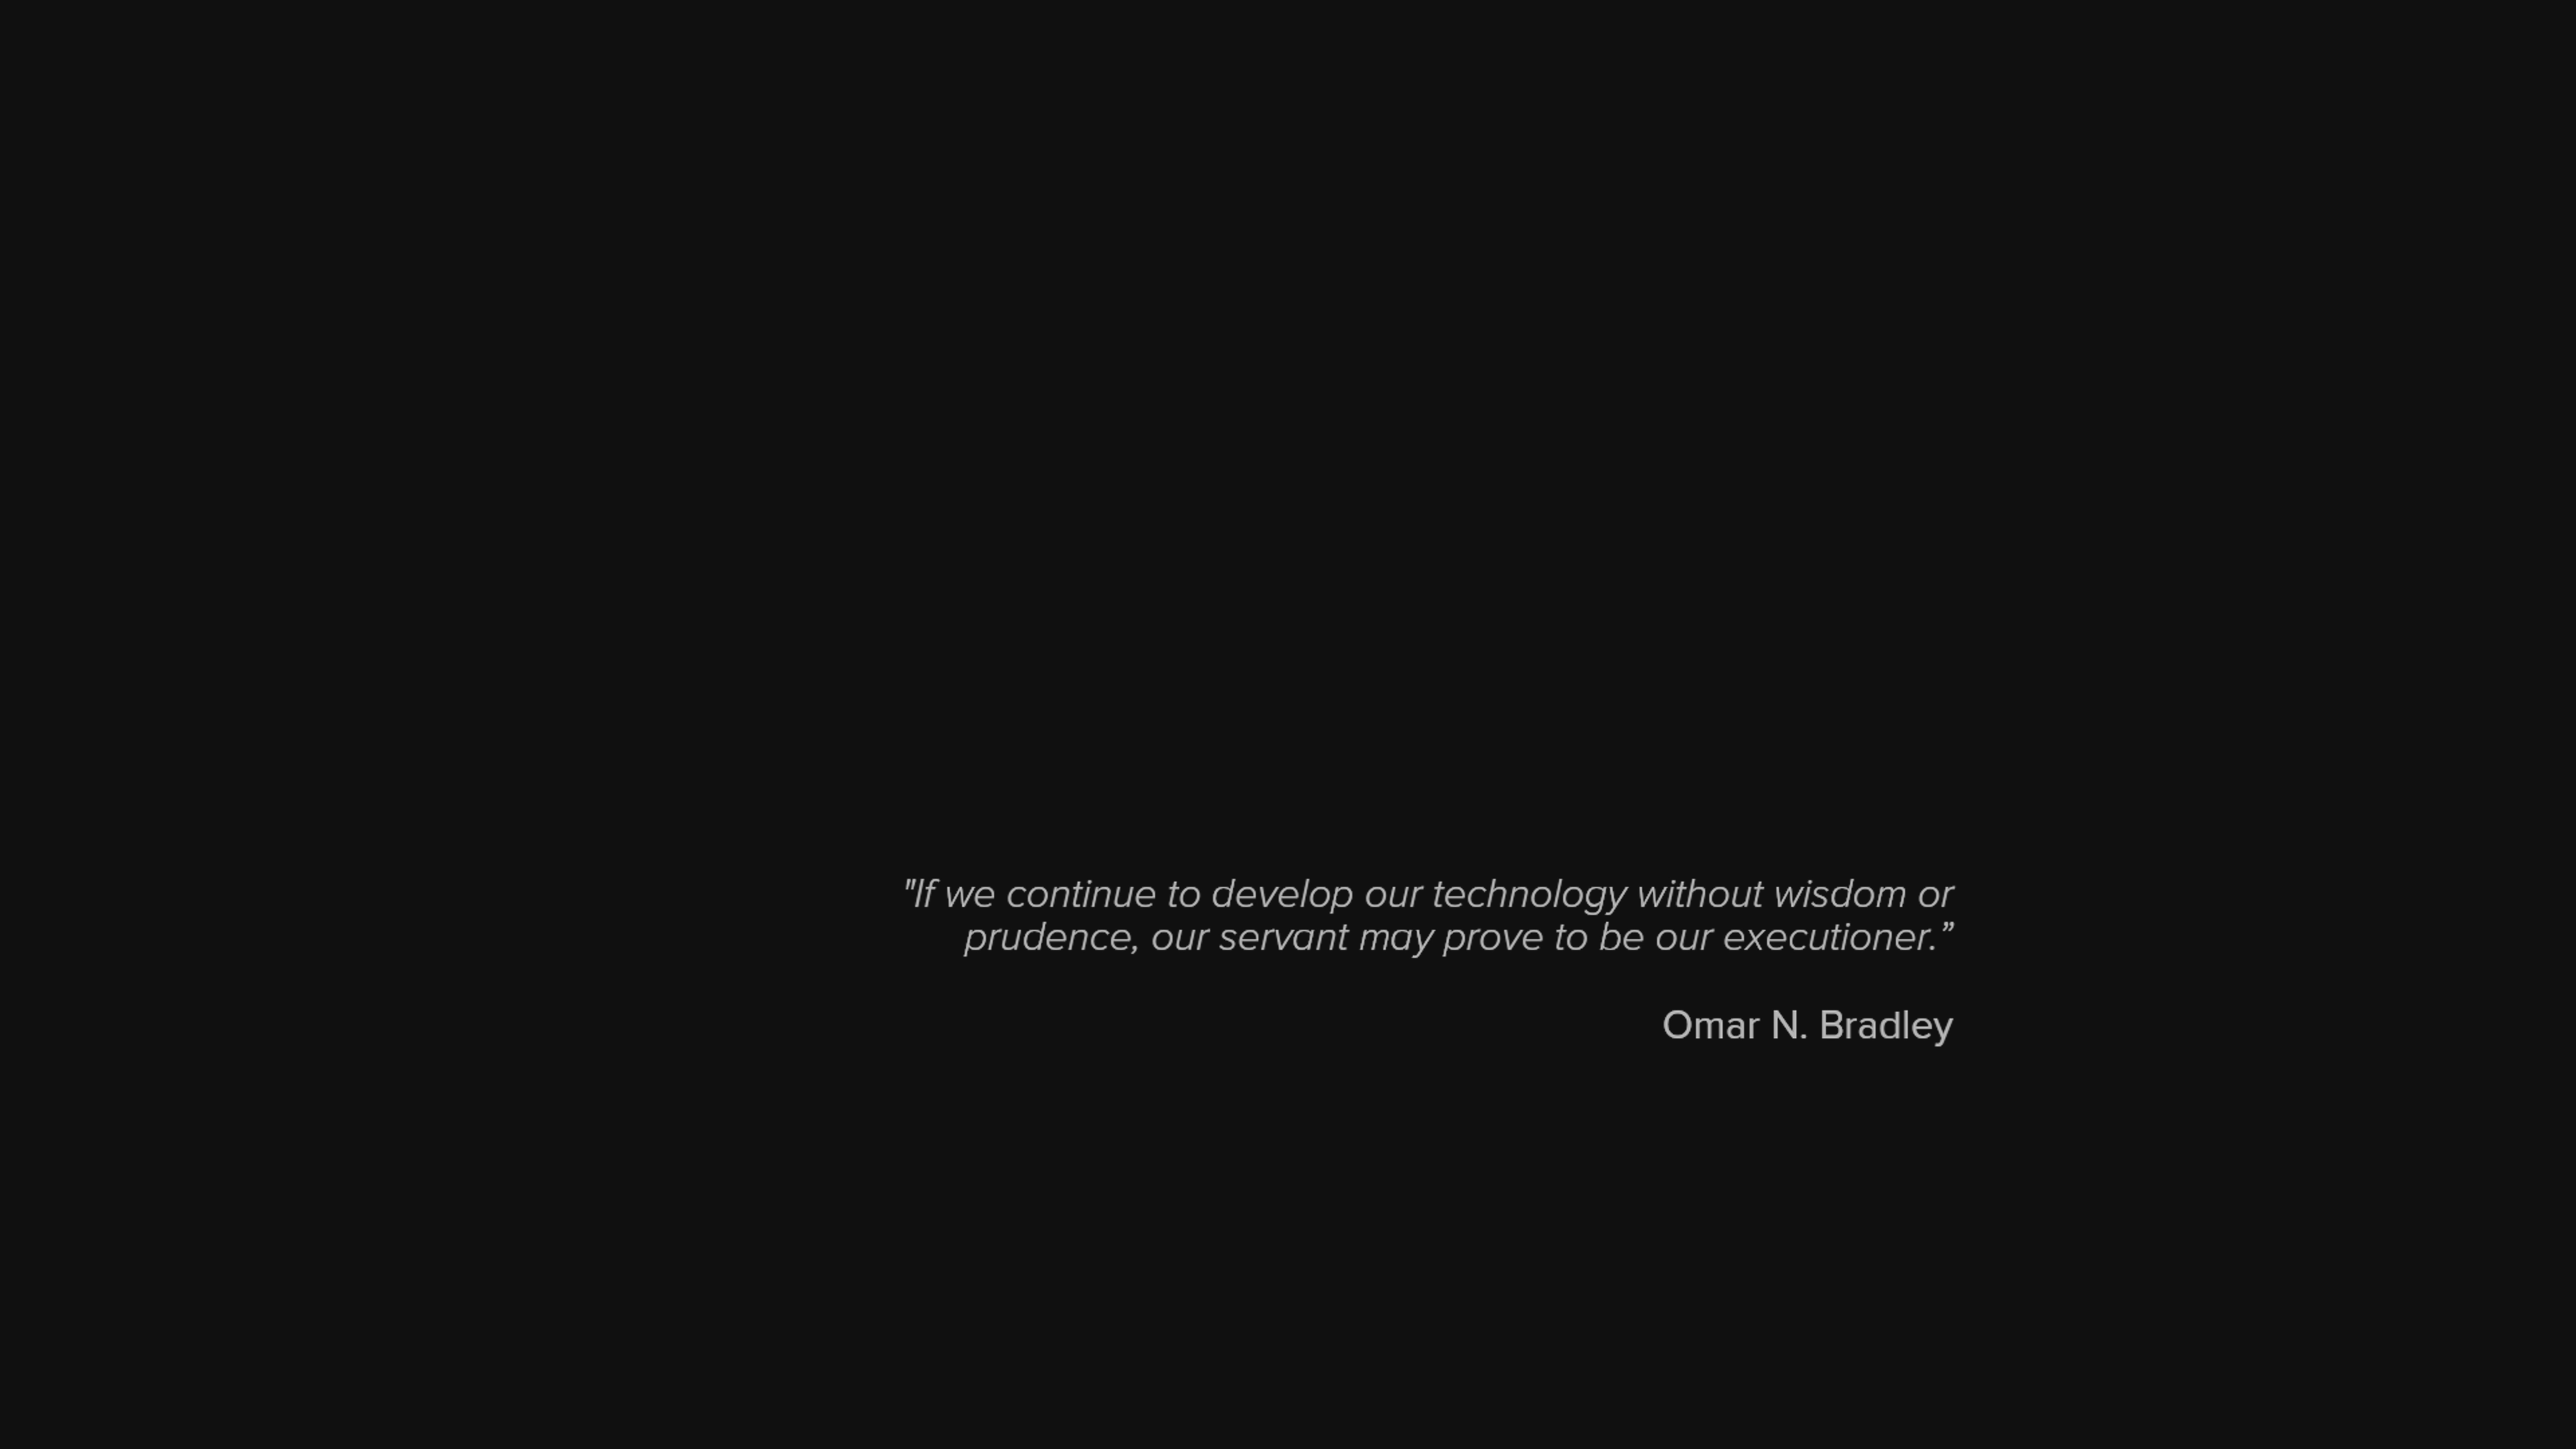 "If we continue to develop our technology without wisdom or
prudence, our servant may prove to be our executioner.”
Omar N. Bradley